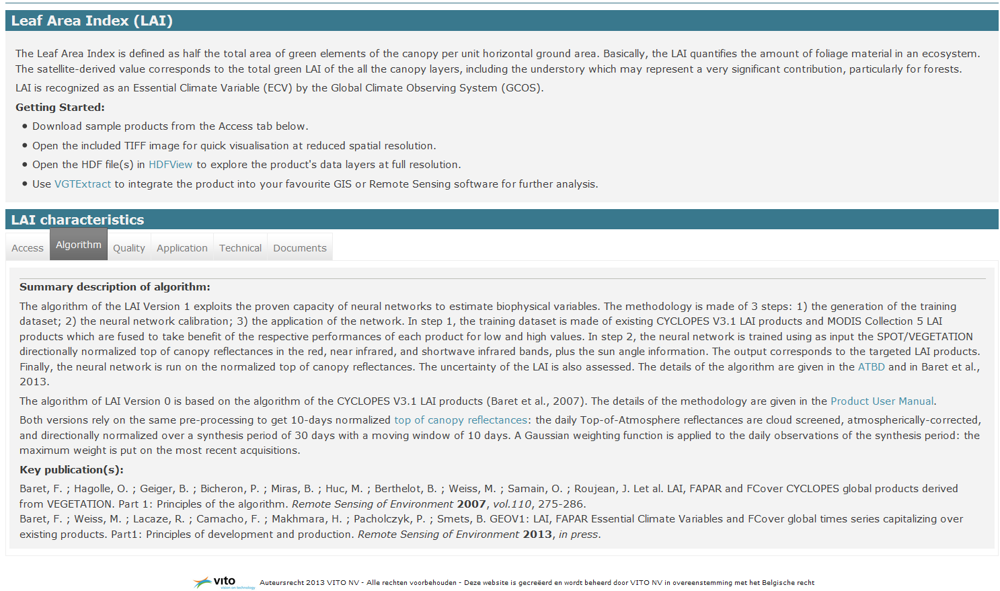 Leaf Area Index (LAI)
The Leaf Area Index is defined as half the total area of green elements of the canopy per unit horizontal ground area. Basically, the LAI quantifies the amount of foliage material in an ecosystem.
The satellite-derived value corresponds to the total green LAI of the all the canopy layers, including the understory which may represent a very significant contribution, particularly for forests.
LAI is recognized as an Essential Climate Variable (ECV) by the Global Climate Observing System (GCOS).
Getting Started:
• Download sample products from the Access tab below.
• Open the included TIFF image for quick visualisation at reduced spatial resolution.
• Open the HDF file(s) in HDFView to explore the product's data layers at full resolution.
• Use VGTExtract to integrate the product into your favourite GIS or Remote Sensing software for further analysis.
LAI characteristics
Access Algorithm Quality Application Technical Documents
Summary description of algorithm:
The algorithm of the LAI Version 1 exploits the proven capacity of neural networks to estimate biophysical variables. The methodology is made of 3 steps: 1) the generation of the training
dataset; 2) the neural network calibration; 3) the application of the network. In step 1, the training dataset is made of existing CYCLOPES V3.1 LAI products and MODIS Collection 5 LAI
products which are fused to take benefit of the respective performances of each product for low and high values. In step 2, the neural network is trained using as input the SPOT/VEGETATION
directionally normalized top of canopy reflectances in the red, near infrared, and shortwave infrared bands, plus the sun angle information. The output corresponds to the targeted LAI products.
Finally, the neural network is run on the normalized top of canopy reflectances. The uncertainty of the LAI is also assessed. The details of the algorithm are given in the ATBD and in Baret et al.,
2013.
The algorithm of LAI Version 0 is based on the algorithm of the CYCLOPES V3.1 LAI products (Baret et al., 2007). The details of the methodology are given in the Product User Manual.
Both versions rely on the same pre-processing to get 10-days normalized top of canopy reflectances: the daily Top-of-Atmosphere reflectances are cloud screened, atmospherically-corrected,
and directionally normalized over a synthesis period of 30 days with a moving window of 10 days. A Gaussian weighting function is applied to the daily observations of the synthesis period: the
maximum weight is put on the most recent acquisitions.
Key publication(s):
Baret, F. ; Hagolle, O. ; Geiger, B. ; Bicheron, P. ; Miras, B. ; Huc, M. ; Berthelot, B. ; Weiss, M. ; Samain, O. ; Roujean, J. Let al. LAI, FAPAR and FCover CYCLOPES global products derived
from VEGETATION. Part 1: Principles of the algorithm. Remote Sensing of Environment 2007, vol.110, 275-286.
Baret, F. ; Weiss, M. ; Lacaze, R. ; Camacho, F. ; Makhmara, H. ; Pacholczyk, P. ; Smets, B. GEOV1: LAI, FAPAR Essential Climate Variables and FCover global times series capitalizing over
existing products. Part1: Principles of development and production. Remote Sensing of Environment 2013, in press.
vito
vision on technology
Auteursrecht 2013 VITO NV - Alle rechten voorbehouden - Deze website is gecreëerd en wordt beheerd door VITO NV in overeenstemming met het Belgische recht